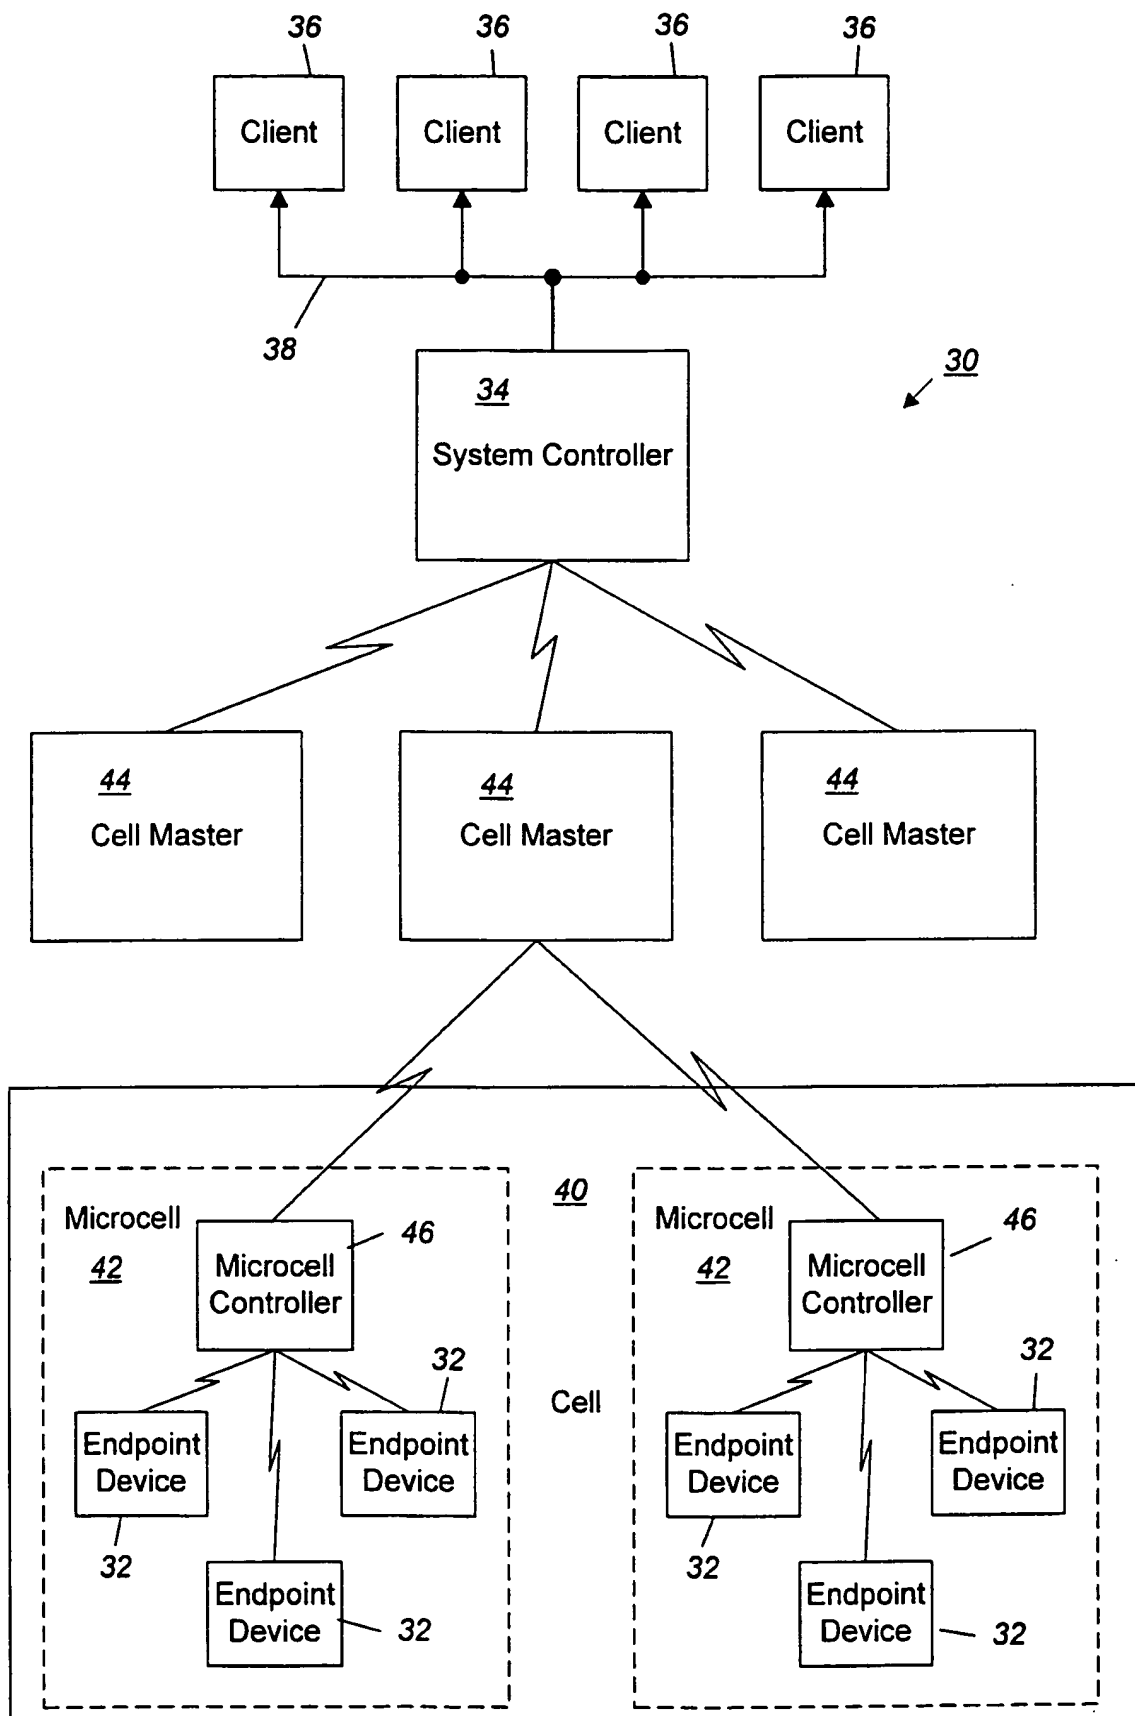 36 36 36 36
Client Client Client Client
38
30
34
System Controller
44 44 44
Cell Master Cell Master Cell Master
40
Microcell
42
46
Microcell
Controller
32
Endpoint
Device
32
Endpoint
Device
Endpoint
Device
32
Cell
Microcell
42
46
Microcell
Controller
32
Endpoint
Device
32
Endpoint
Device
Endpoint
Device
32